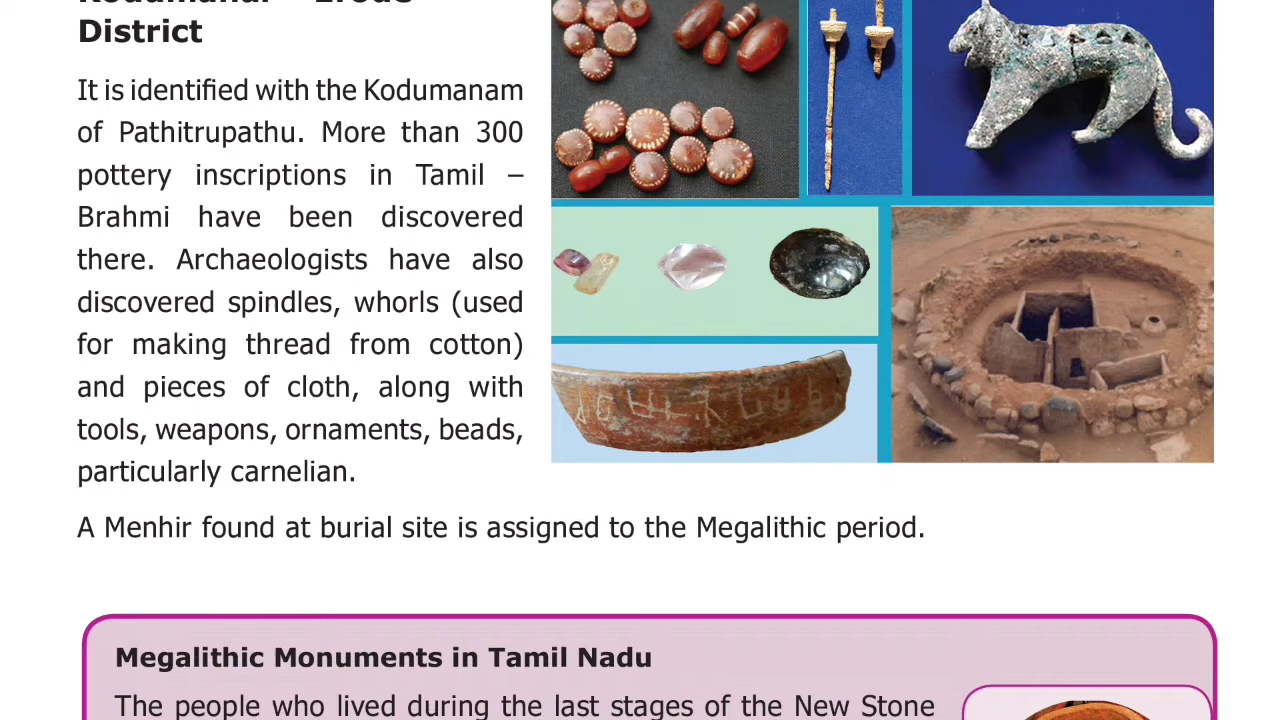 District
It is identified with the Kodumanam
of Pathitrupathu. More than 300
pottery inscriptions in Tamil –
Brahmi have been discovered
there. Archaeologists have also
discovered spindles, whorls (used
for making thread from cotton)
and pieces of cloth, along with
tools, weapons, ornaments, beads,
particularly carnelian.
A Menhir found at burial site is assigned to the Megalithic period.
Megalithic Monuments in Tamil Nadu
The people who lived during the last stages of the New Stone